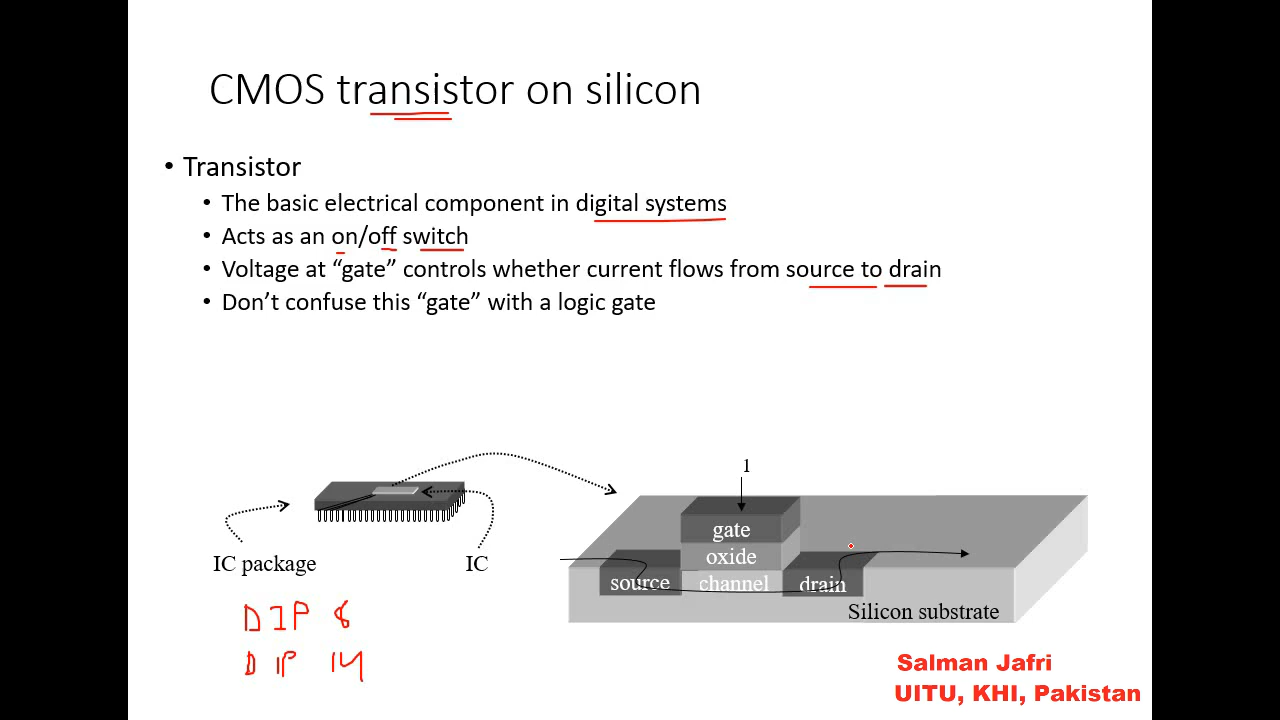 CMOS transistor on silicon
• Transistor
• The basic electrical component in digital systems
• Acts as an on/off switch
• Voltage at “gate” controls whether current flows from source to drain
• Don’t confuse this “gate” with a logic gate
1
gate
oxide
IC package
IC
source
channel
drain
Silicon substrate
DIP 8
DIP 14
Salman Jafri
UITU, KHI, Pakistan